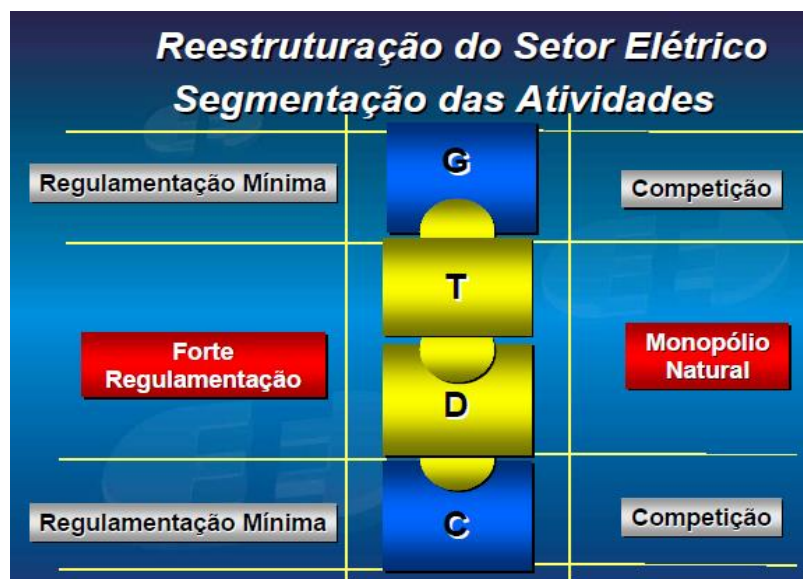 Reestruturação do Setor Elétrico
Segmentação das Atividades
Regulamentação Mínima
G
Competição
T
Forte
Regulamentação
Monopólio
Natural
D
Regulamentação Mínima
C
Competição